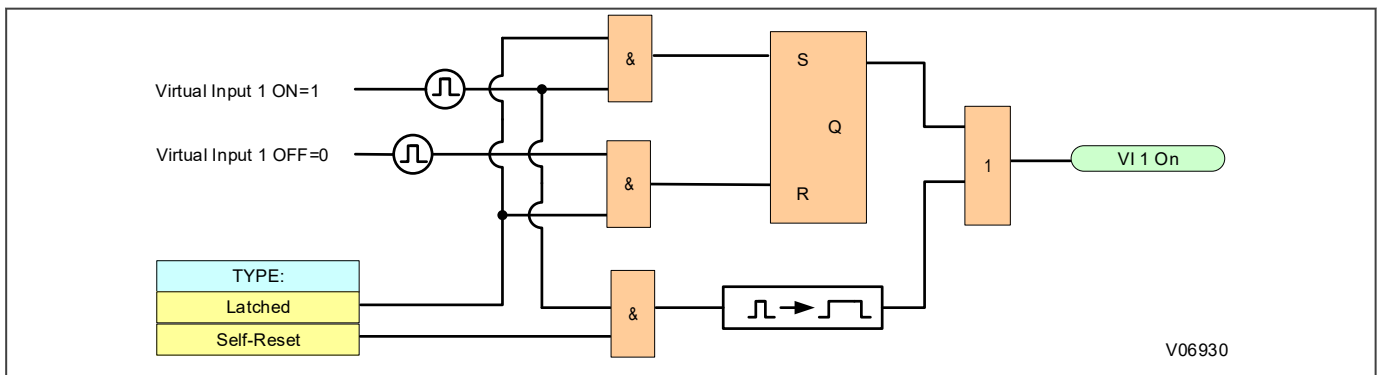 Virtual Input 1 ON=1
Virtual Input 1 OFF=0
TYPE:
Latched
Self-Reset
&
&
&
S
Q
R
1
VI 1 On
V06930